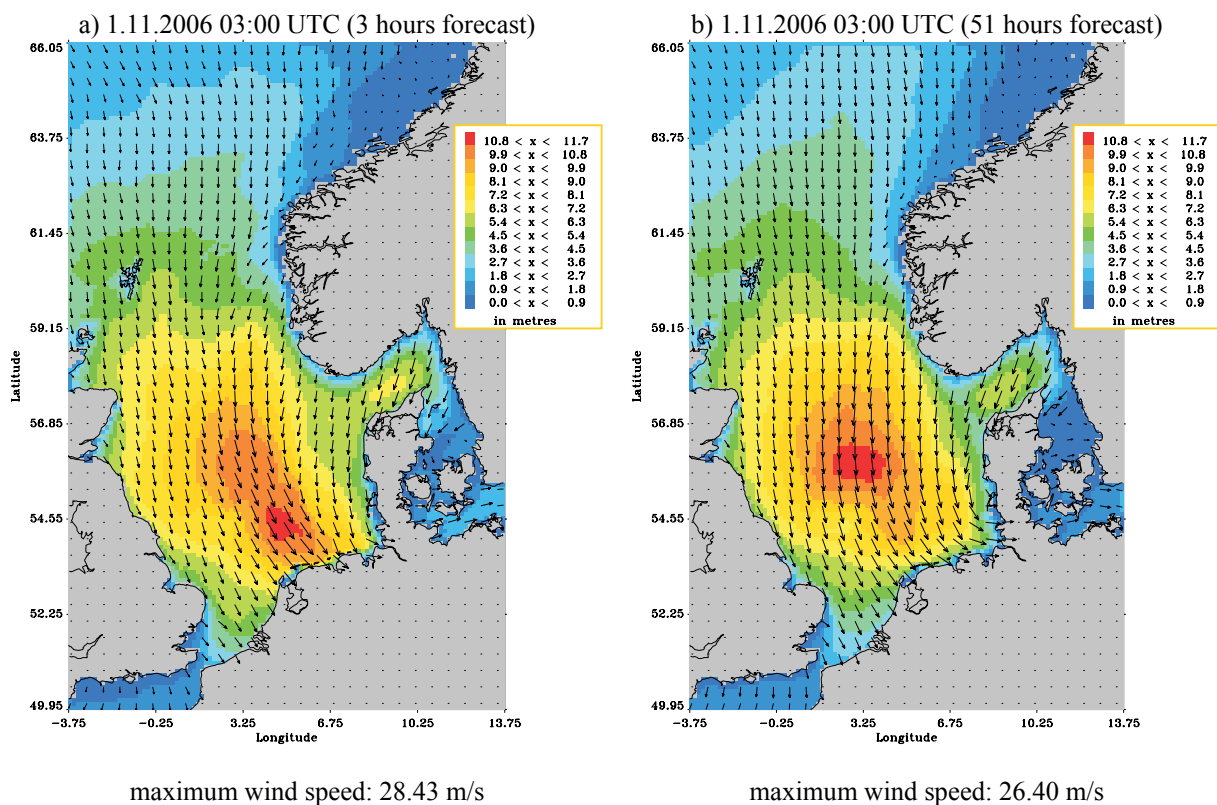 a) 1.11.2006 03:00 UTC (3 hours forecast)
66.05
63.75
61.45
59.15
56.85
54.55
52.25
49.95
Latitude
-3.75 -0.25 3.25 6.75 10.25 13.75
Longitude
10.8 < x < 11.7
9.9 < x < 10.8
9.0 < x < 9.9
8.1 < x < 9.0
7.2 < x < 8.1
6.3 < x < 7.2
5.4 < x < 6.3
4.5 < x < 5.4
3.6 < x < 4.5
2.7 < x < 3.6
1.8 < x < 2.7
0.9 < x < 1.8
0.0 < x < 0.9
in metres
maximum wind speed: 28.43 m/s
b) 1.11.2006 03:00 UTC (51 hours forecast)
66.05
63.75
61.45
59.15
56.85
54.55
52.25
49.95
Latitude
-3.75 -0.25 3.25 6.75 10.25 13.75
Longitude
10.8 < x < 11.7
9.9 < x < 10.8
9.0 < x < 9.9
8.1 < x < 9.0
7.2 < x < 8.1
6.3 < x < 7.2
5.4 < x < 6.3
4.5 < x < 5.4
3.6 < x < 4.5
2.7 < x < 3.6
1.8 < x < 2.7
0.9 < x < 1.8
0.0 < x < 0.9
in metres
maximum wind speed: 26.40 m/s